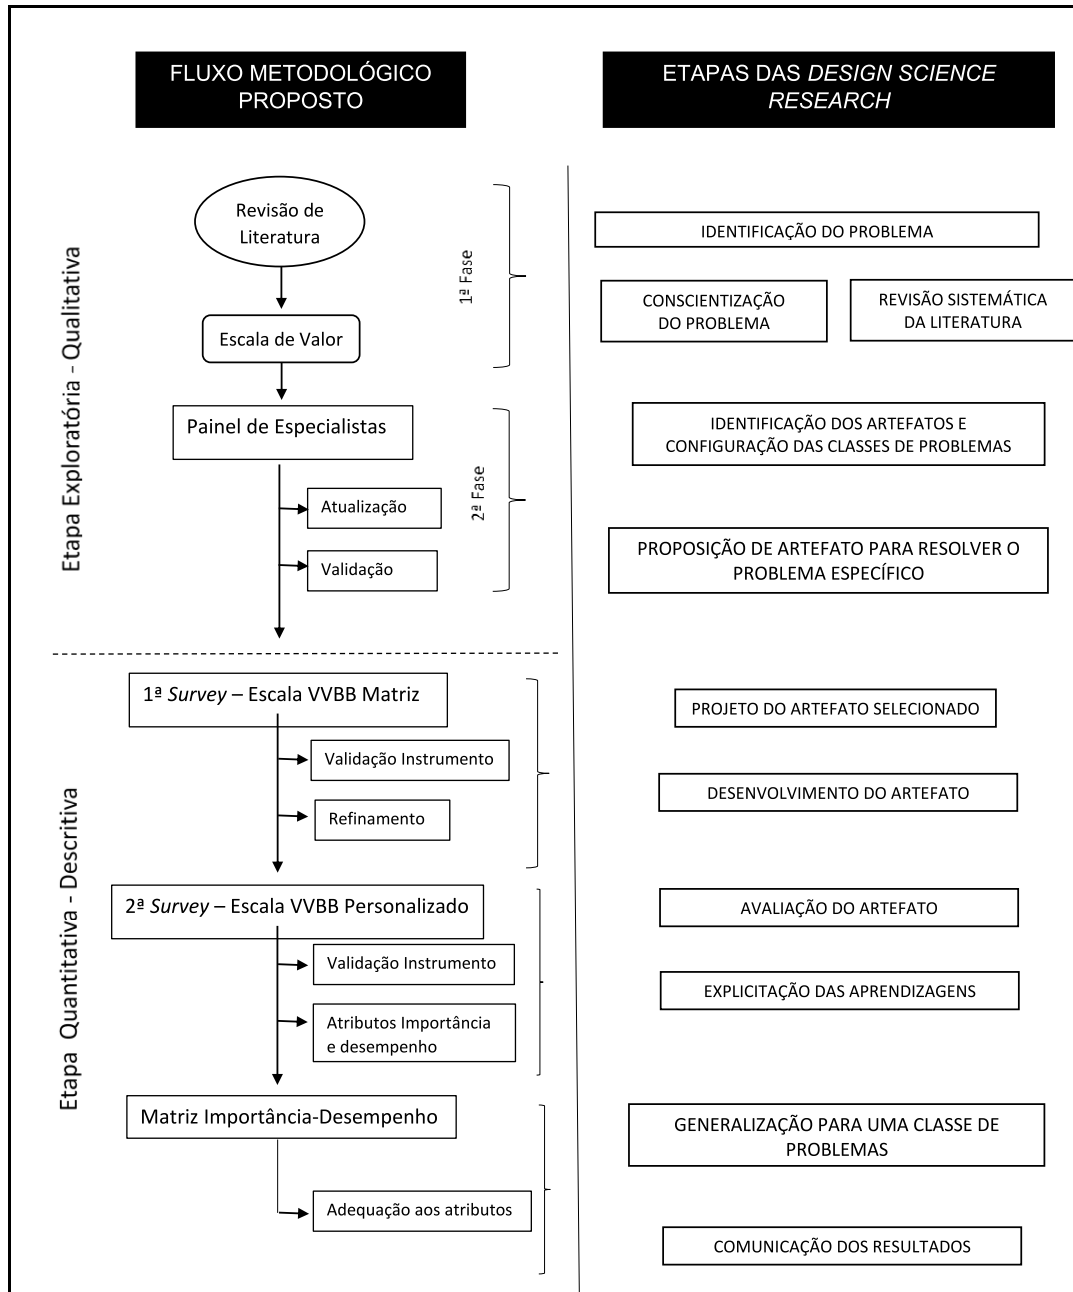 FLUXO METODOLÓGICO
PROPOSTO
ETAPAS DAS DESIGN SCIENCE
RESEARCH
Etapa Exploratória - Qualitativa
Revisão de
Literatura
Escala de Valor
1ª Fase
Painel de Especialistas
Atualização
Validação
2ª Fase
IDENTIFICAÇÃO DO PROBLEMA
CONSCIENTIZAÇÃO
DO PROBLEMA
REVISÃO SISTEMÁTICA
DA LITERATURA
IDENTIFICAÇÃO DOS ARTEFATOS E
CONFIGURAÇÃO DAS CLASSES DE PROBLEMAS
PROPOSIÇÃO DE ARTEFATO PARA RESOLVER O
PROBLEMA ESPECÍFICO
Etapa Quantitativa - Descritiva
1ª Survey – Escala VVBB Matriz
Validação Instrumento
Refinamento
2ª Survey – Escala VVBB Personalizado
Validação Instrumento
Atributos Importância
e desempenho
Matriz Importância-Desempenho
Adequação aos atributos
PROJETO DO ARTEFATO SELECIONADO
DESENVOLVIMENTO DO ARTEFATO
AVALIAÇÃO DO ARTEFATO
EXPLICITAÇÃO DAS APRENDIZAGENS
GENERALIZAÇÃO PARA UMA CLASSE DE
PROBLEMAS
COMUNICAÇÃO DOS RESULTADOS